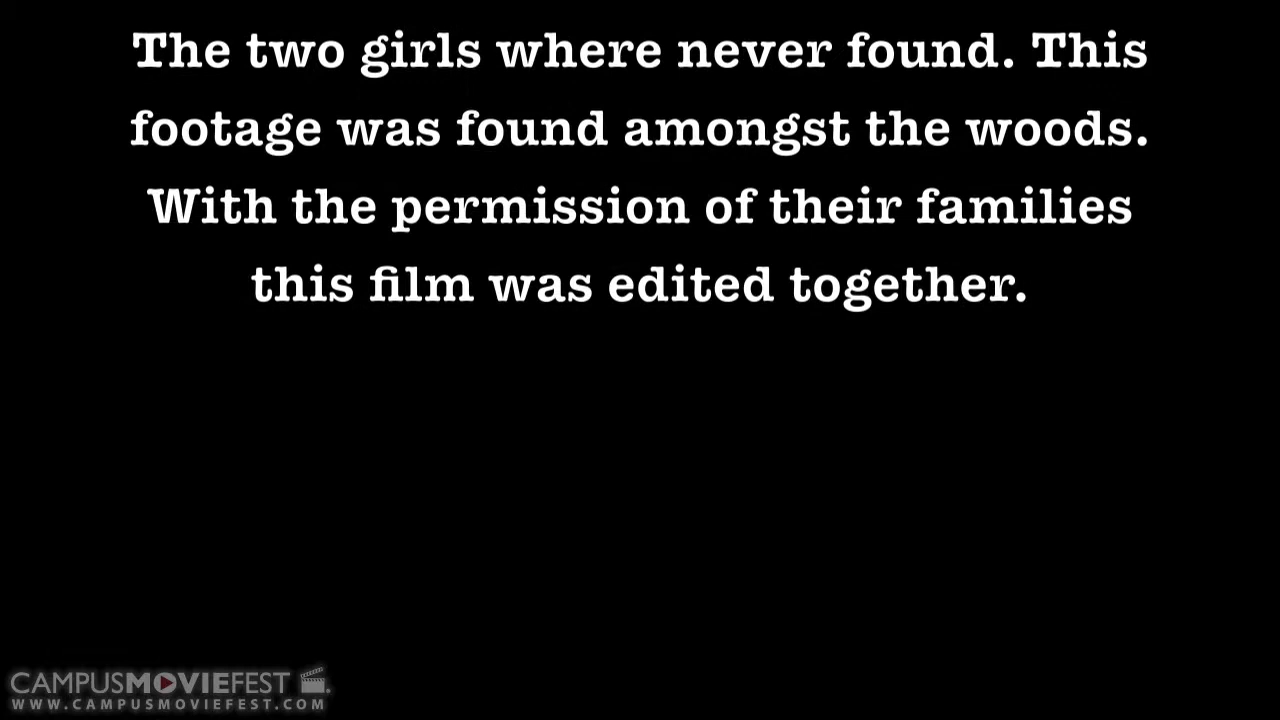 The two girls where never found. This
footage was found amongst the woods.
With the permission of their families
this film was edited together.
CAMPUSMOVIEFEST
WWW.CAMPUSMOVIEFEST.COM